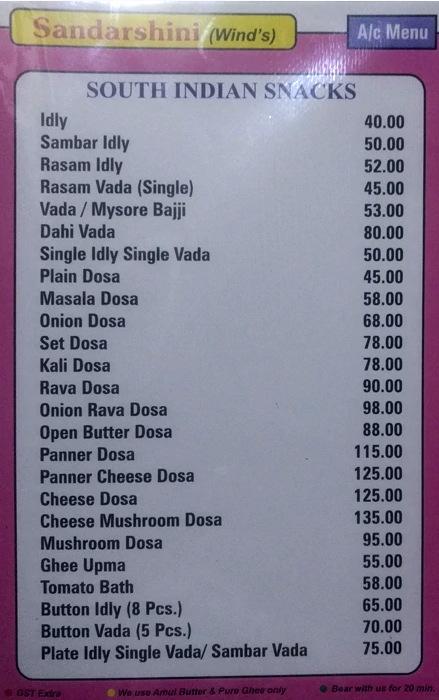 Sandarshini (Wind's)
A/c Menu
SOUTH INDIAN SNACKS
Idly 40.00
Sambar Idly 50.00
Rasam Idly 52.00
Rasam Vada (Single) 45.00
Vada / Mysore Bajji 53.00
Dahi Vada 80.00
Single Idly Single Vada 50.00
Plain Dosa 45.00
Masala Dosa 58.00
Onion Dosa 68.00
Set Dosa 78.00
Kali Dosa 78.00
Rava Dosa 90.00
Onion Rava Dosa 98.00
Open Butter Dosa 88.00
Panner Dosa 115.00
Panner Cheese Dosa 125.00
Cheese Dosa 125.00
Cheese Mushroom Dosa 135.00
Mushroom Dosa 95.00
Ghee Upma 55.00
Tomato Bath 58.00
Button Idly (8 Pcs.) 65.00
Button Vada (5 Pcs.) 70.00
Plate Idly Single Vada/ Sambar Vada 75.00
GST Extra We use Amul Butter & Pure Ghee only Bear with us for 20 min.